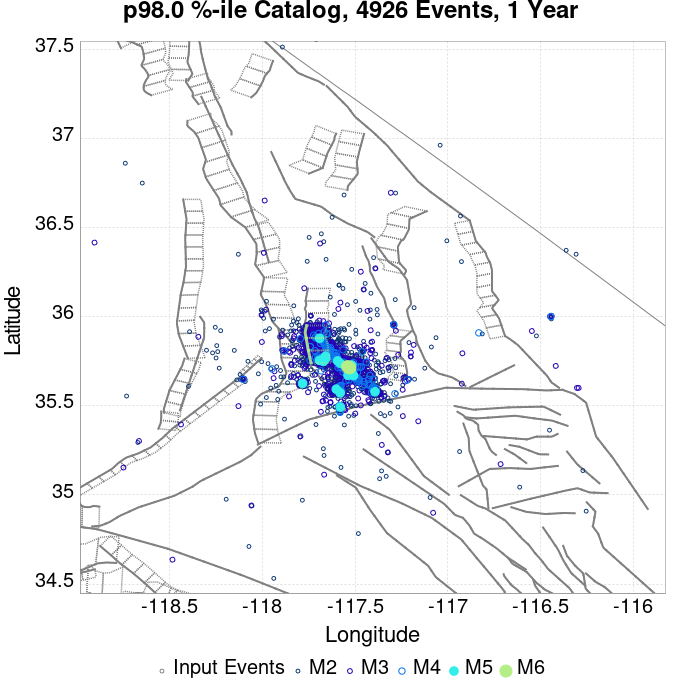 p98.0 %-ile Catalog, 4926 Events, 1 Year
37.5
37
36.5
36
35.5
35
34.5
Latitude
-118.5 -118 -117.5 -117 -116.5 -116
Longitude
Input Events M2 M3 M4 M5 M6